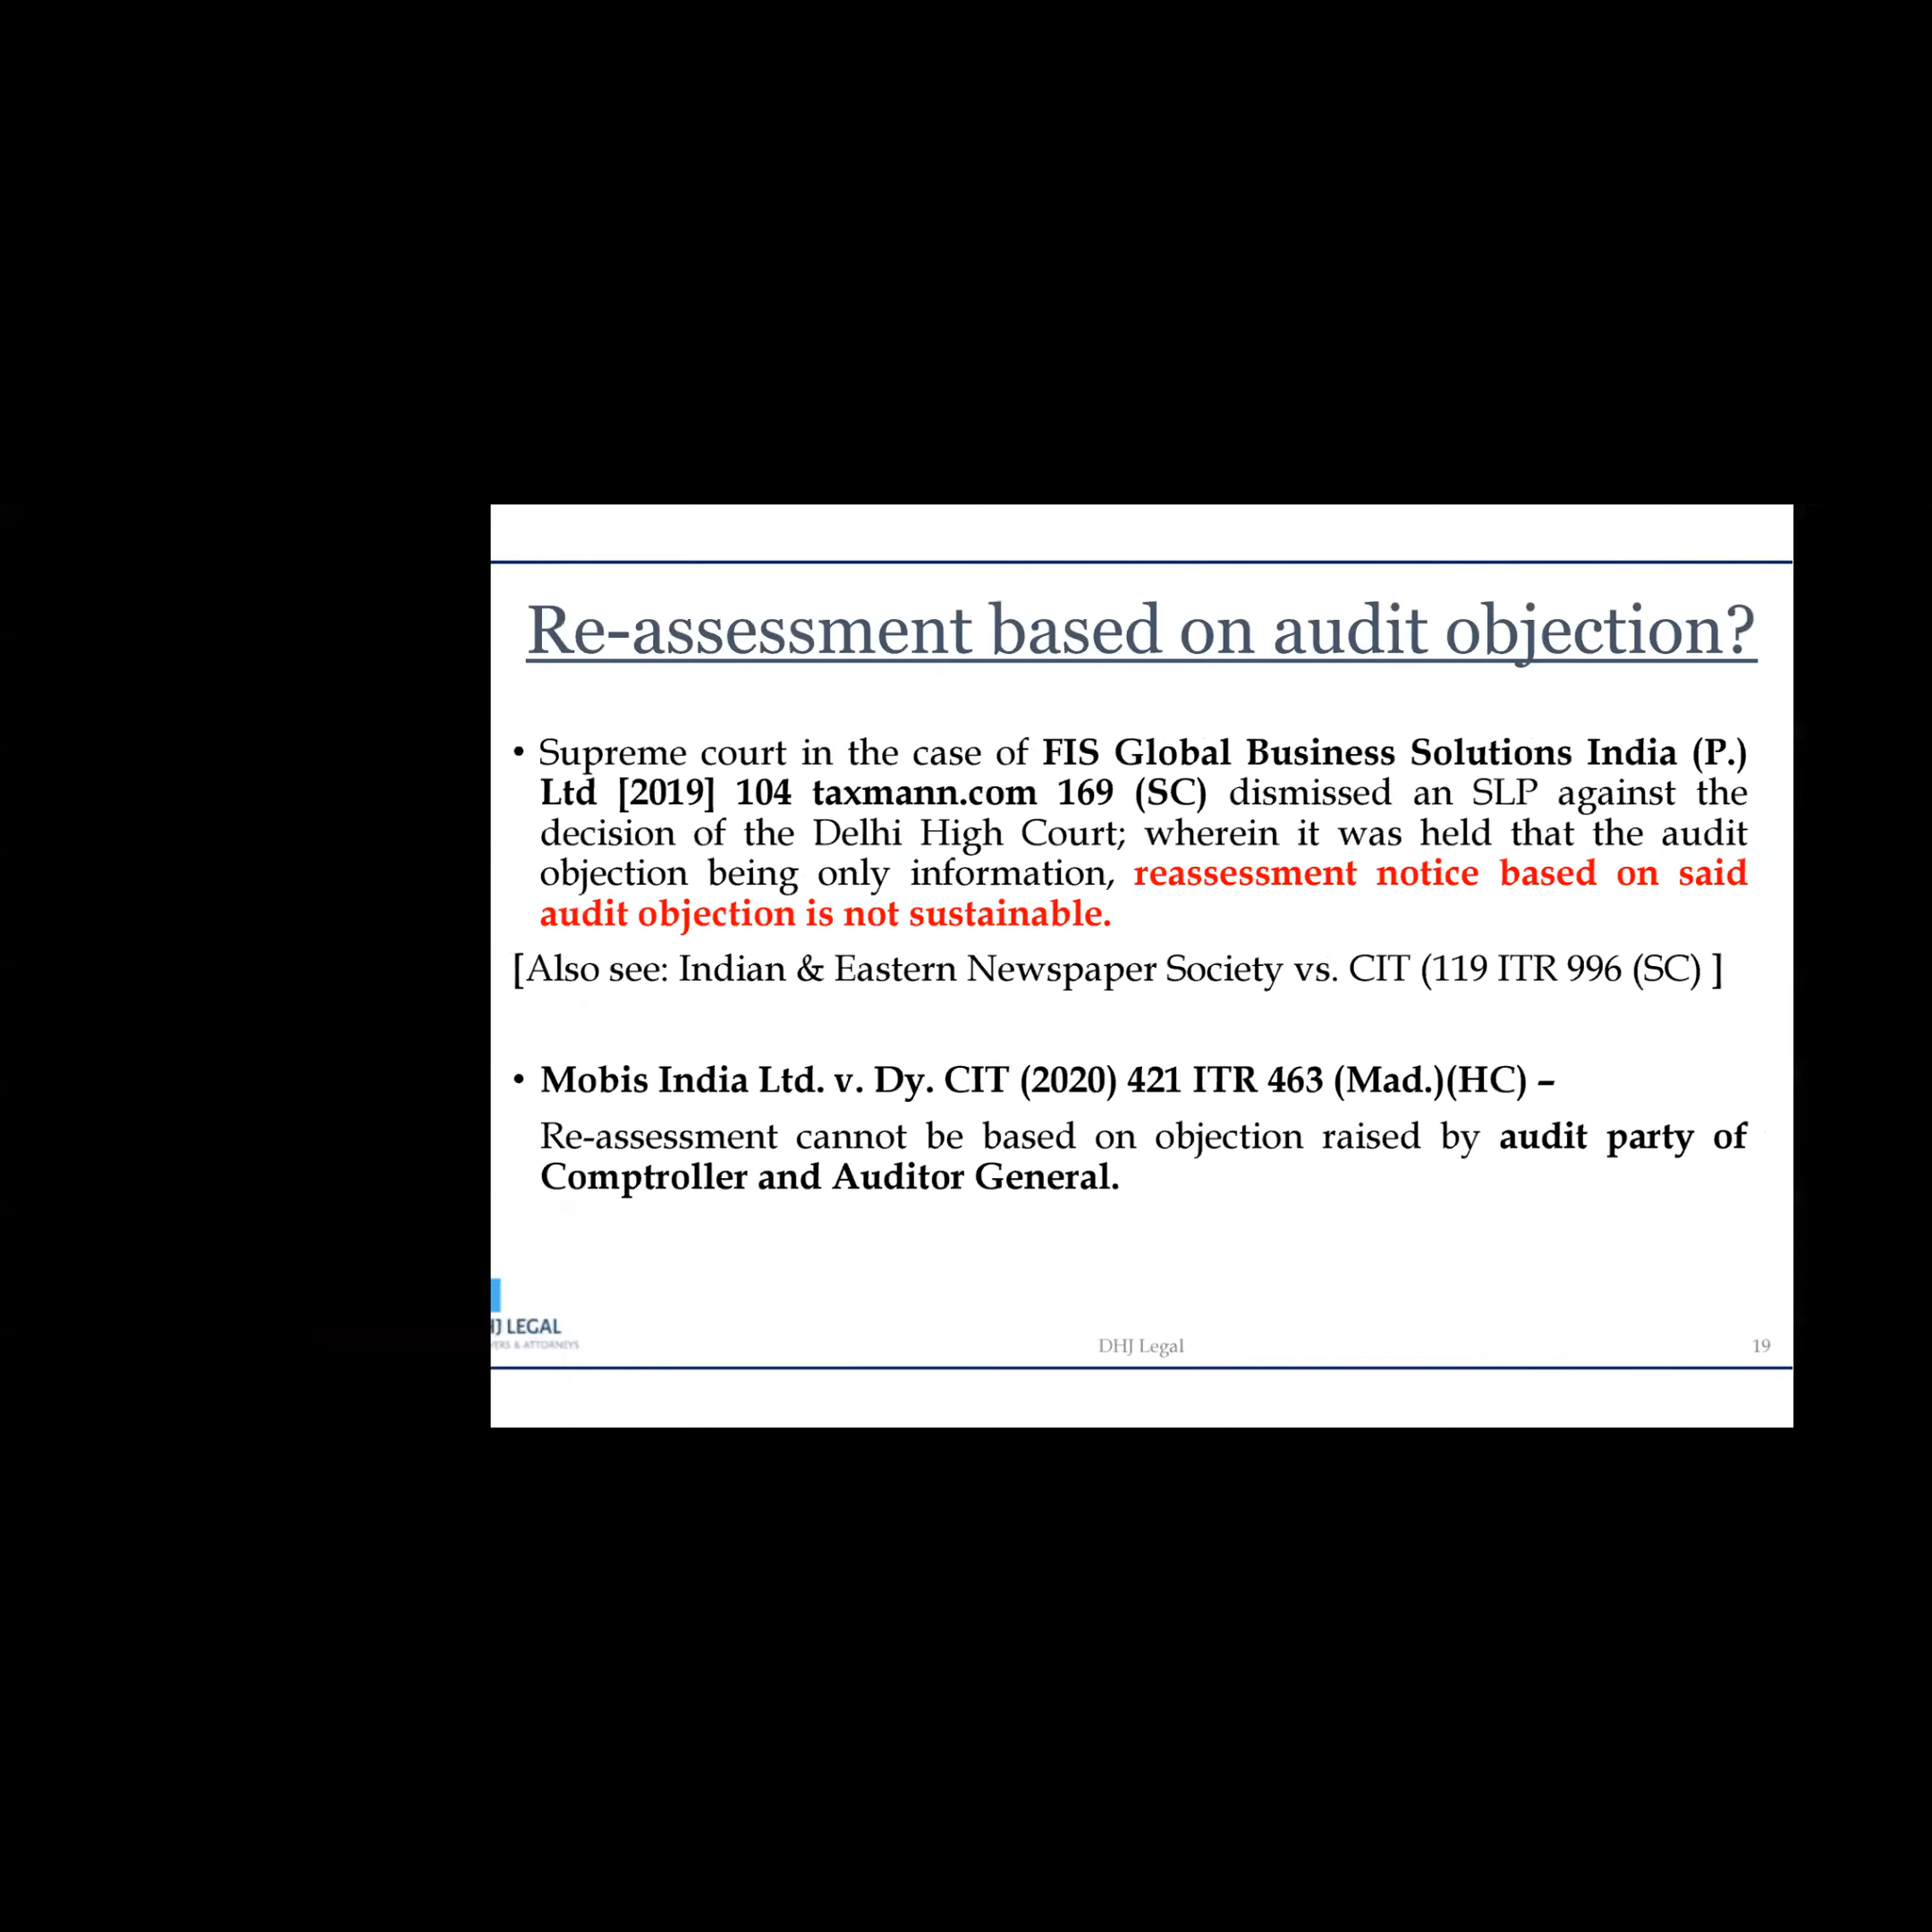 Re-assessment based on audit objection?
• Supreme court in the case of FIS Global Business Solutions India (P.)
Ltd [2019] 104 taxmann.com 169 (SC) dismissed an SLP against the
decision of the Delhi High Court; wherein it was held that the audit
objection being only information, reassessment notice based on said
audit objection is not sustainable.
[Also see: Indian & Eastern Newspaper Society vs. CIT (119 ITR 996 (SC) ]
• Mobis India Ltd. v. Dy. CIT (2020) 421 ITR 463 (Mad.)(HC) –
Re-assessment cannot be based on objection raised by audit party of
Comptroller and Auditor General.
LEGAL
& ATTORNEYS
DHJ Legal
19